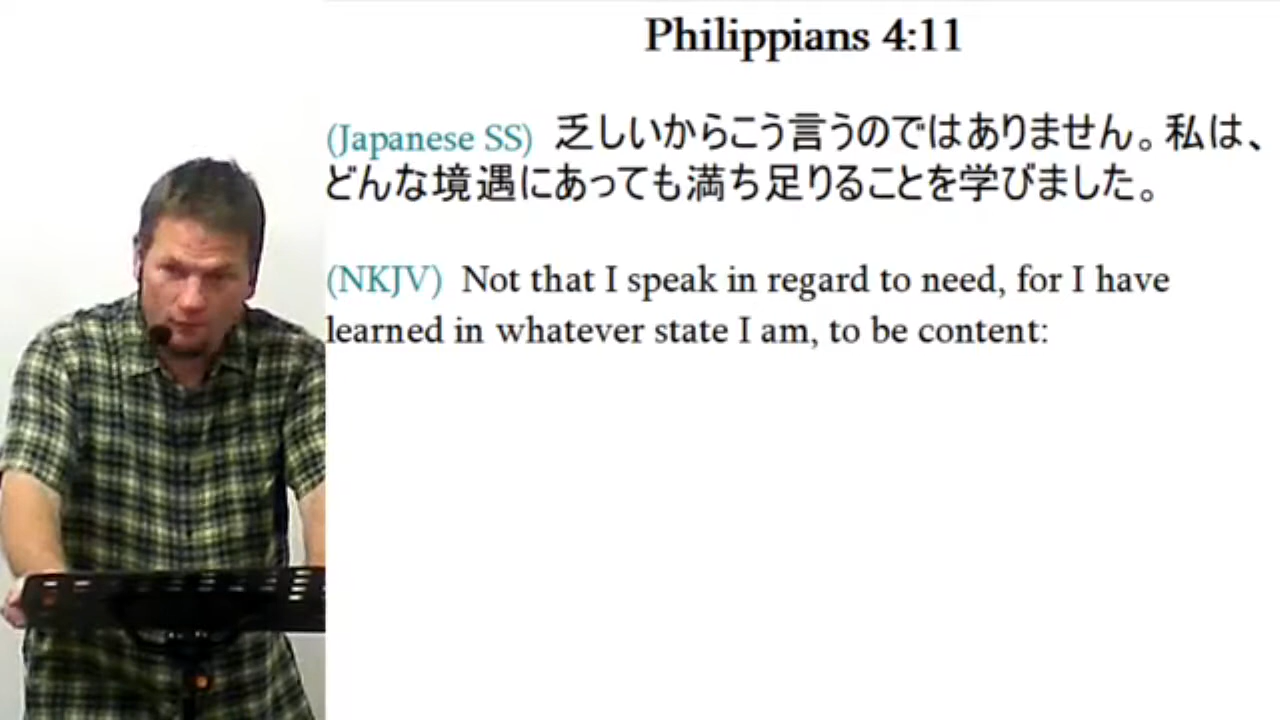 Philippians 4:11
(Japanese SS) 乏しいからこう言うのではありません。私は、
どんな境遇にあっても満ち足りることを学びました。
(NKJV) Not that I speak in regard to need, for I have
learned in whatever state I am, to be content: